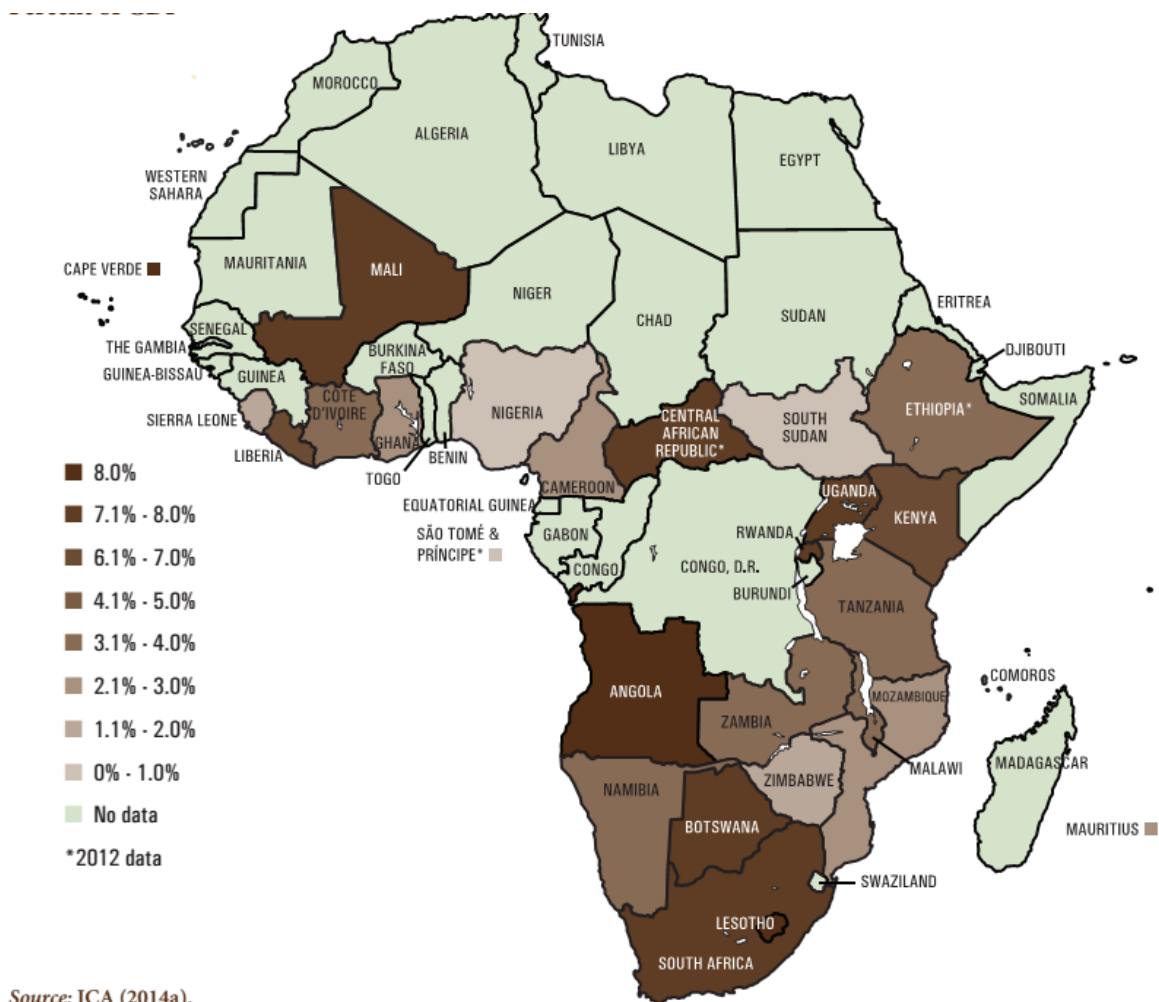 TUNISIA
MOROCCO
ALGERIA
LIBYA
EGYPT
WESTERN
SAHARA
MAURITANIA
CAPE VERDE
MALI
NIGER
CHAD
SUDAN
ERITREA
SENEGAL
THE GAMBIA
GUINEA-BISSAU
GUINEA
BURKINA
FASO
DJIBOUTI
SOMALIA
SIERRA LEONE
CÔTE
D'IVOIRE
GHANA
NIGERIA
CENTRAL
AFRICAN
REPUBLIC*
SOUTH
SUDAN
ETHIOPIA*
LIBERIA
TOGO
BENIN
CAMEROON
EQUATORIAL GUINEA
SÃO TOMÉ &
PRÍNCIPE*
GABON
CONGO
CONGO, D.R.
UGANDA
KENYA
RWANDA
BURUNDI
TANZANIA
COMOROS
ANGOLA
ZAMBIA
MOZAMBIQUE
MALAWI
MADAGASCAR
NAMIBIA
ZIMBABWE
BOTSWANA
MAURITIUS
SWAZILAND
LESOTHO
SOUTH AFRICA
8.0%
7.1% - 8.0%
6.1% - 7.0%
4.1% - 5.0%
3.1% - 4.0%
2.1% - 3.0%
1.1% - 2.0%
0% - 1.0%
No data
*2012 data
Source: ICA (2014a).